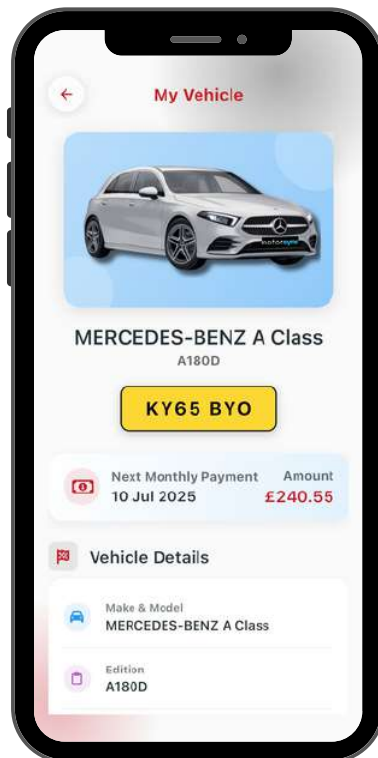 My Vehicle
motorsync
MERCEDES-BENZ A Class
A180D
KY65 BYO
Next Monthly Payment Amount
10 Jul 2025 £240.55
Vehicle Details
Make & Model
MERCEDES-BENZ A Class
Edition
A180D